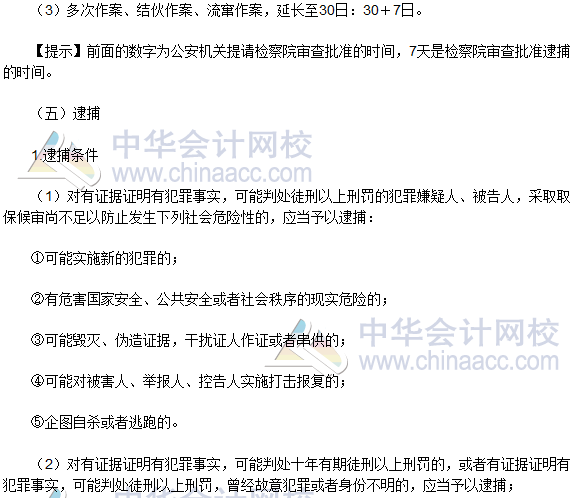 （3）多次作案、结伙作案、流窜作案，延长至30日：30＋7日。
【提示】前面的数字为公安机关提请检察院审查批准的时间，7天是检察院审查批准逮捕
的时间。
（五）逮捕
中华会计网校
1.逮捕条件
www.chinaacc.com
（1）对有证据证明有犯罪事实，可能判处徒刑以上刑罚的犯罪嫌疑人、被告人，采取取
保候审尚不足以防止发生下列社会危险性的，应当予以逮捕：
①可能实施新的犯罪的；
②有危害国家安全、公共安全或者社会秩序的现实危险的；
中华会计网校
③可能毁灭、伪造证据，干扰证人作证或者串供的；
www.chinaacc.com
④可能对被害人、举报人、控告人实施打击报复的；
⑤企图自杀或者逃跑的。
（2）对有证据证明有犯罪事实，可能判处十年有期徒刑以上刑罚的，或者有证据证明有
犯罪事实，可能判处徒刑以上刑罚，曾经故意犯罪或者身份不明的，应当予以逮捕；